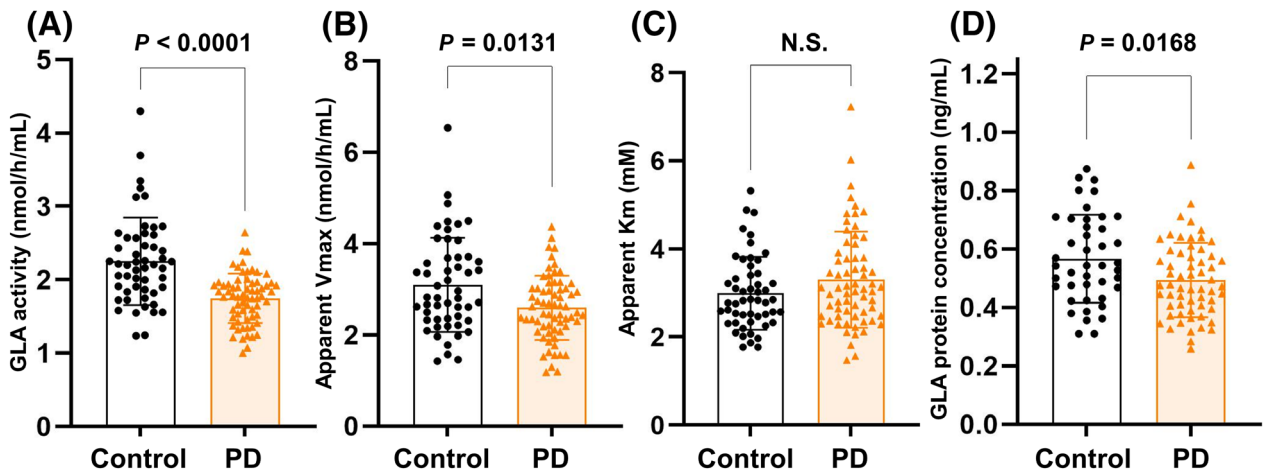 (A)
P < 0.0001
GLA activity (nmol/h/mL)
5
4
3
2
1
0
Control
PD
(B)
P = 0.0131
Apparent Vmax (nmol/h/mL)
8
6
4
2
0
Control
PD
(C)
N.S.
Apparent Km (mM)
8
6
4
2
0
Control
PD
(D)
P = 0.0168
GLA protein concentration (ng/mL)
1.2
1.0
0.8
0.6
0.4
0.2
0.0
Control
PD